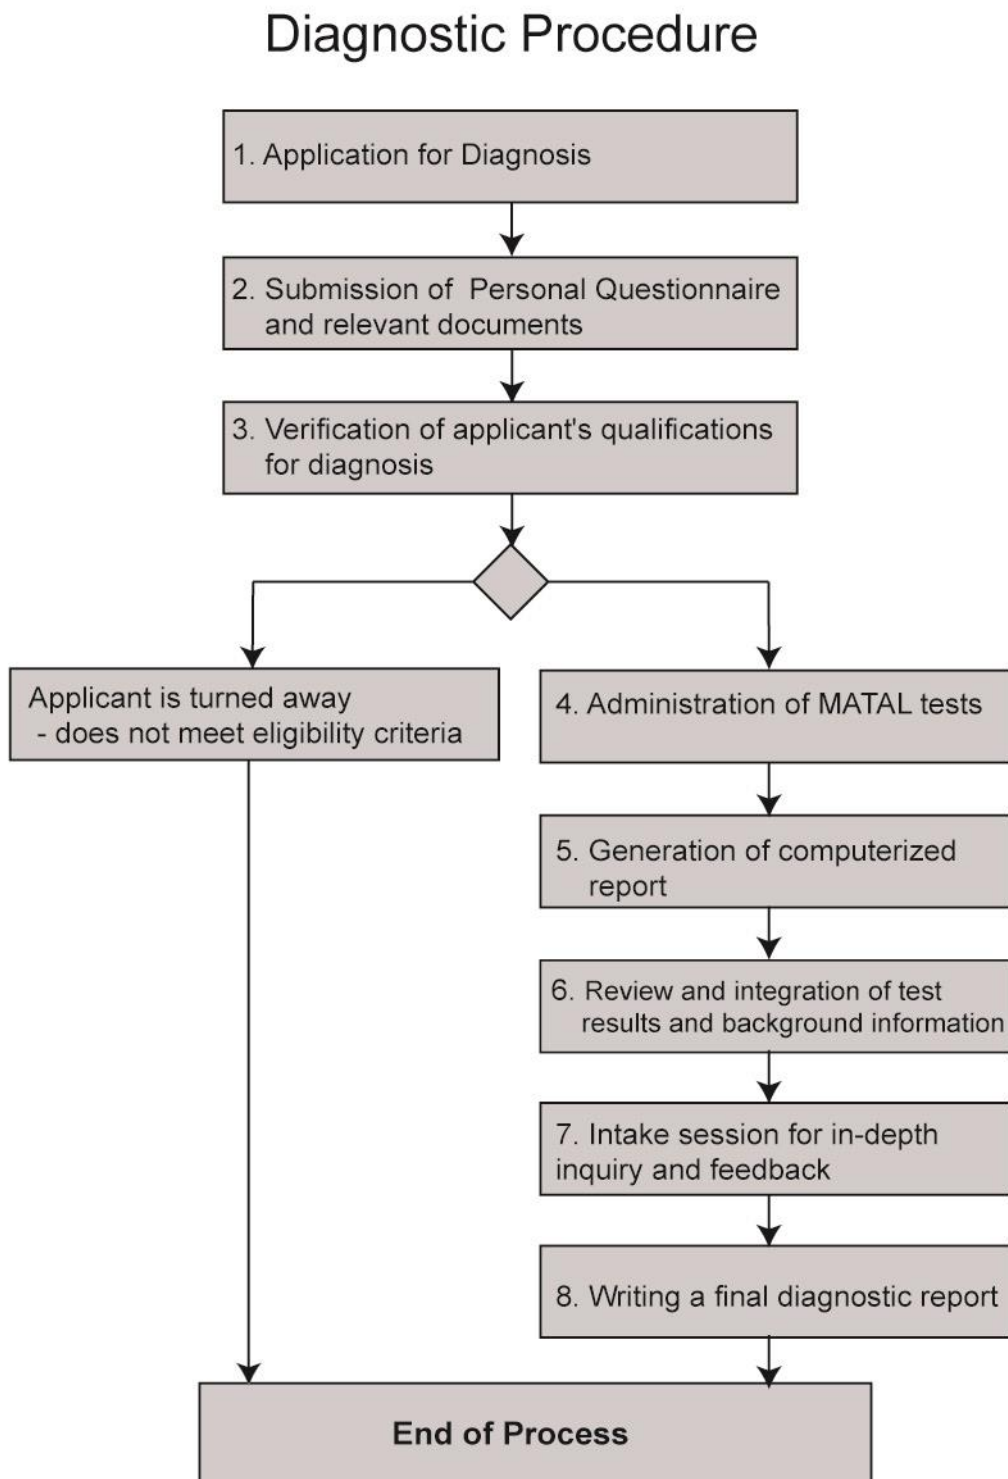 Diagnostic Procedure
1. Application for Diagnosis
2. Submission of Personal Questionnaire
and relevant documents
3. Verification of applicant's qualifications
for diagnosis
Applicant is turned away
- does not meet eligibility criteria
4. Administration of MATAL tests
5. Generation of computerized
report
6. Review and integration of test
results and background information
7. Intake session for in-depth
inquiry and feedback
8. Writing a final diagnostic report
End of Process